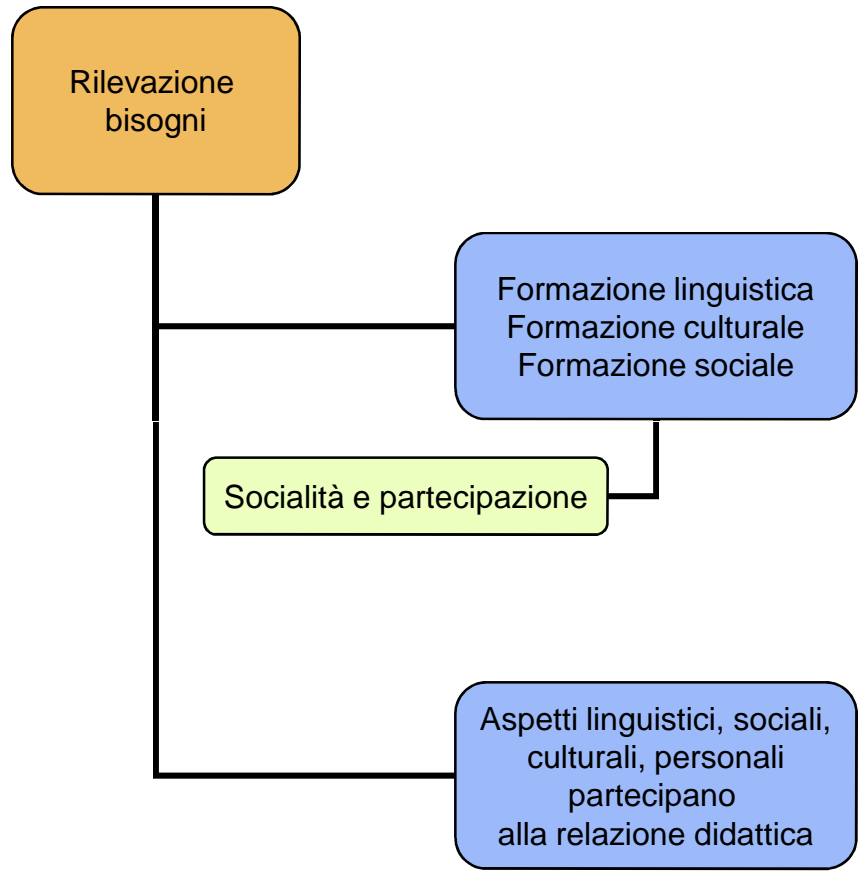 Rilevazione
bisogni
Formazione linguistica
Formazione culturale
Formazione sociale
Socialità e partecipazione
Aspetti linguistici, sociali,
culturali, personali
partecipano
alla relazione didattica